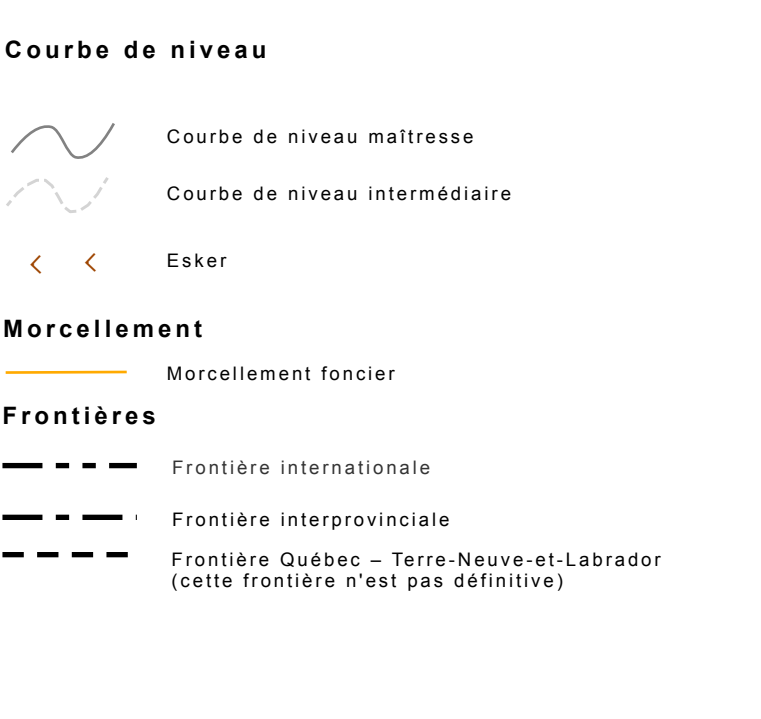 Courbe de niveau
Courbe de niveau maîtresse
Courbe de niveau intermédiaire
Esker
Morcellement
Morcellement foncier
Frontières
Frontière internationale
Frontière interprovinciale
Frontière Québec – Terre-Neuve-et-Labrador
(cette frontière n'est pas définitive)